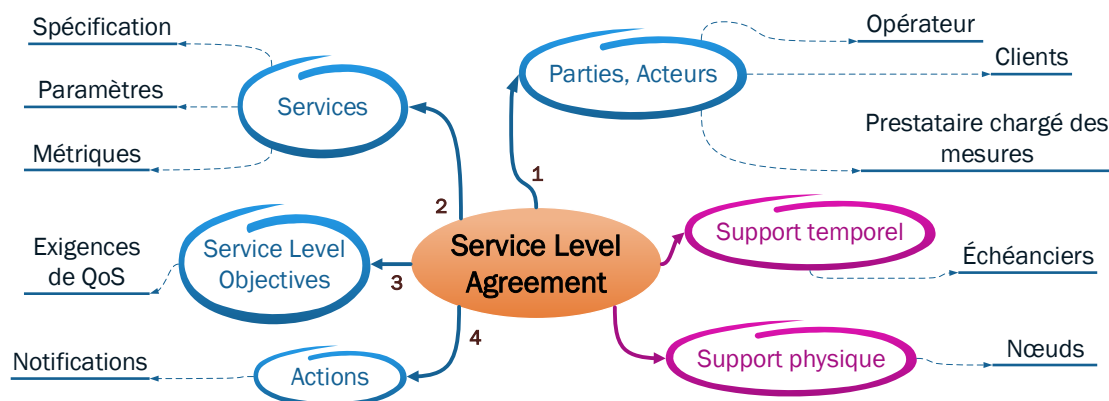 Spécification
Paramètres
Métriques
Services
Parties, Acteurs
Opérateur
Clients
Prestataire chargé des
mesures
1
2
3
4
Service Level
Agreement
Service Level
Objectives
Exigences
de QoS
Actions
Notifications
Support temporel
Échéanciers
Support physique
Nœuds